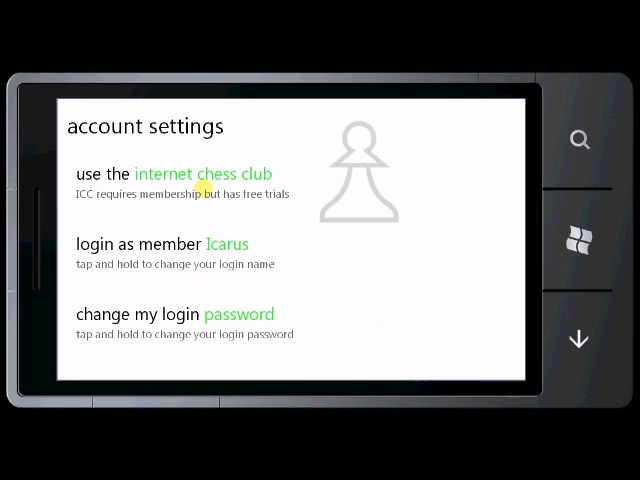 account settings
use the internet chess club
ICC requires membership but has free trials
login as member Icarus
tap and hold to change your login name
change my login password
tap and hold to change your login password